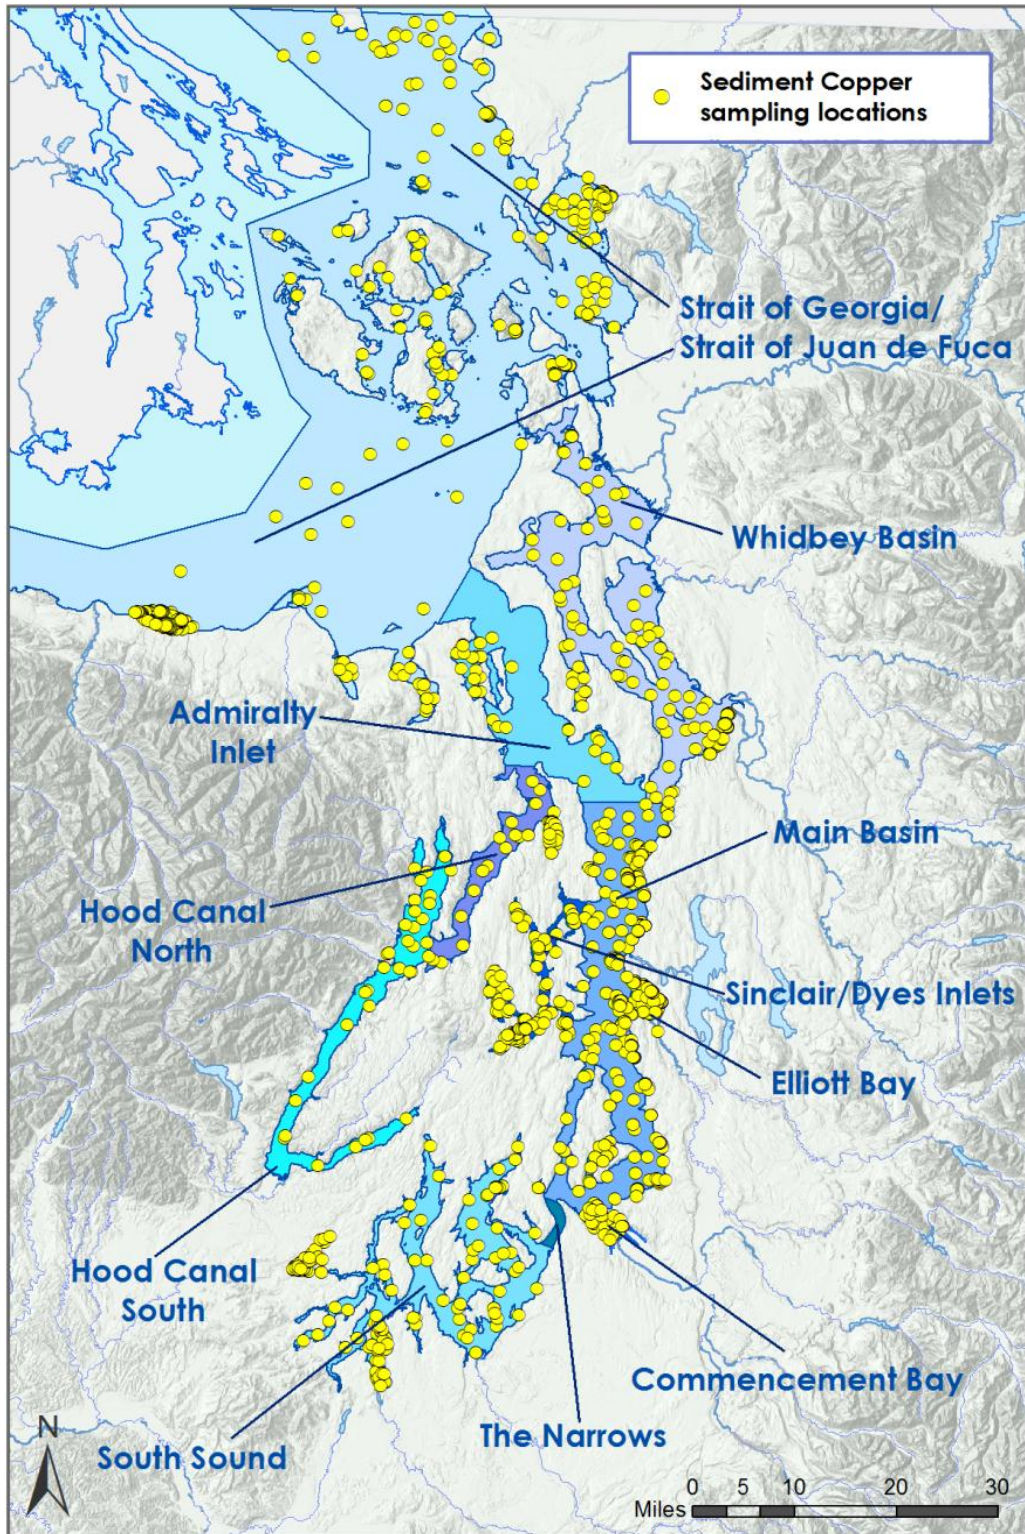 Sediment Copper
sampling locations
Strait of Georgia/
Strait of Juan de Fuca
Whidbey Basin
Admiralty
Inlet
Main Basin
Hood Canal
North
Sinclair/Dyes Inlets
Elliott Bay
Hood Canal
South
Commencement Bay
The Narrows
South Sound
N
0 5 10 20 30
Miles